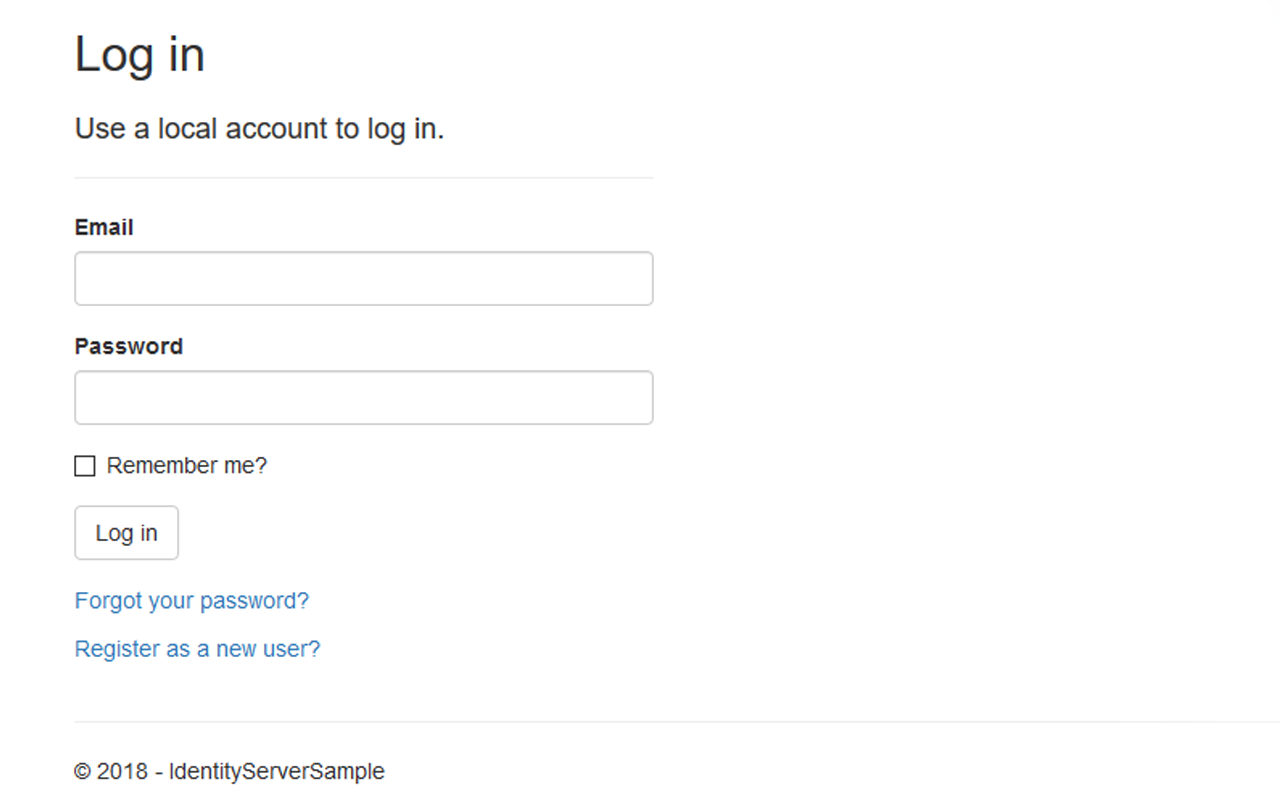 Log in
Use a local account to log in.
Email
Password
Remember me?
Log in
Forgot your password?
Register as a new user?
© 2018 - IdentityServerSample